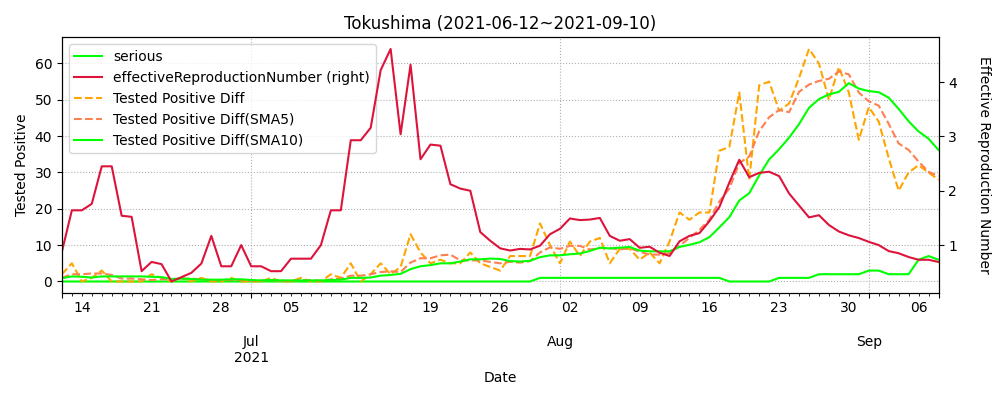 Tokushima (2021-06-12~2021-09-10)
serious
effectiveReproductionNumber (right)
Tested Positive Diff
Tested Positive Diff(SMA5)
Tested Positive Diff(SMA10)
Tested Positive
60
50
40
30
20
10
0
4
3
2
1
Effective Reproduction Number
14 21 28 05 12 19 26 02 09 16 23 30 06
Jul Aug Sep
2021
Date